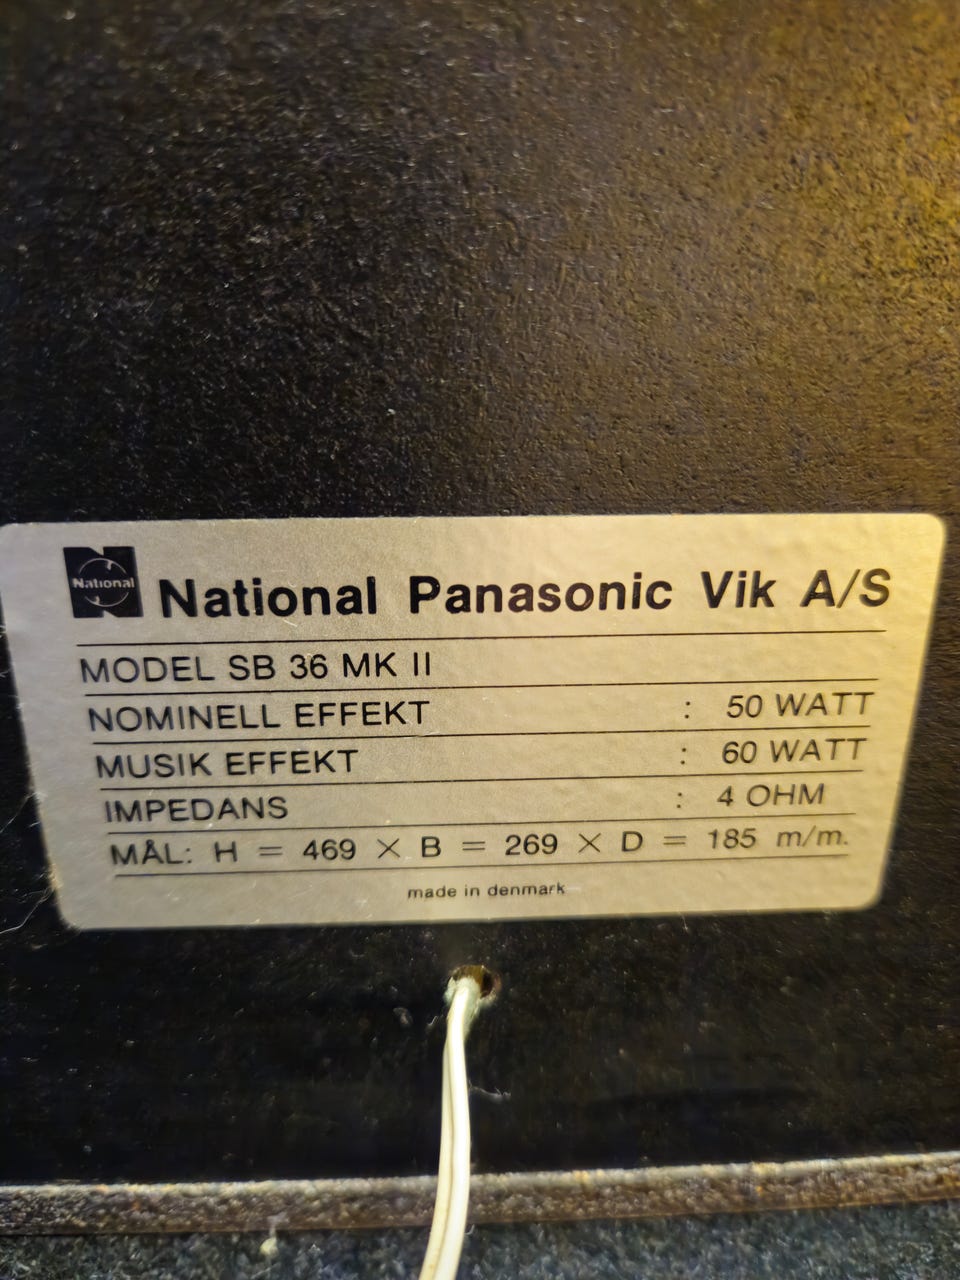 National
National Panasonic Vik A/S
MODEL SB 36 MK II
NOMINELL EFFEKT : 50 WATT
MUSIK EFFEKT : 60 WATT
IMPEDANS : 4 OHM
MÅL: H = 469 × B = 269 × D = 185 m/m.
made in denmark